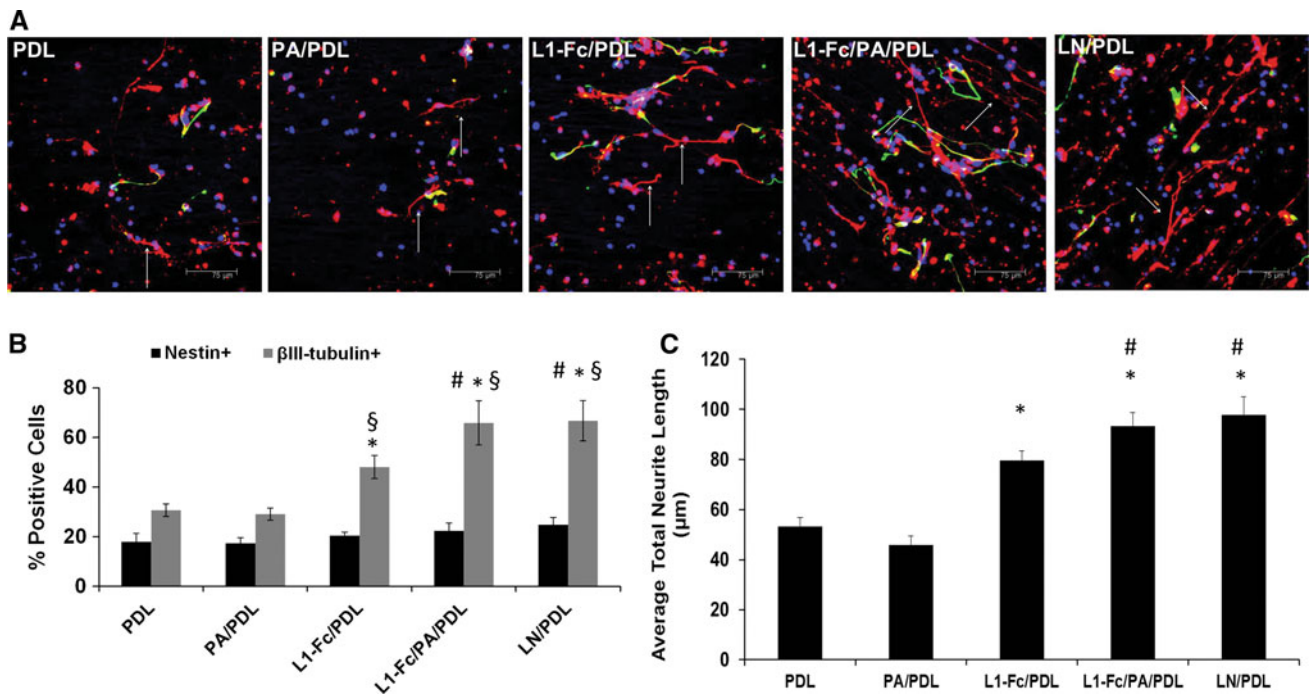 A
PDL
PA/PDL
L1-Fc/PDL
L1-Fc/PA/PDL
LN/PDL
75 µm
75 µm
75 µm
75 µm
75 µm
B
Nestin+
βIII-tubulin+
% Positive Cells
80
60
40
20
0
§
*
# * §
# * §
PDL
PA/PDL
L1-Fc/PDL
L1-Fc/PA/PDL
LN/PDL
C
Average Total Neurite Length
(µm)
120
100
80
60
40
20
0
*
#
*
#
*
PDL
PA/PDL
L1-Fc/PDL
L1-Fc/PA/PDL
LN/PDL